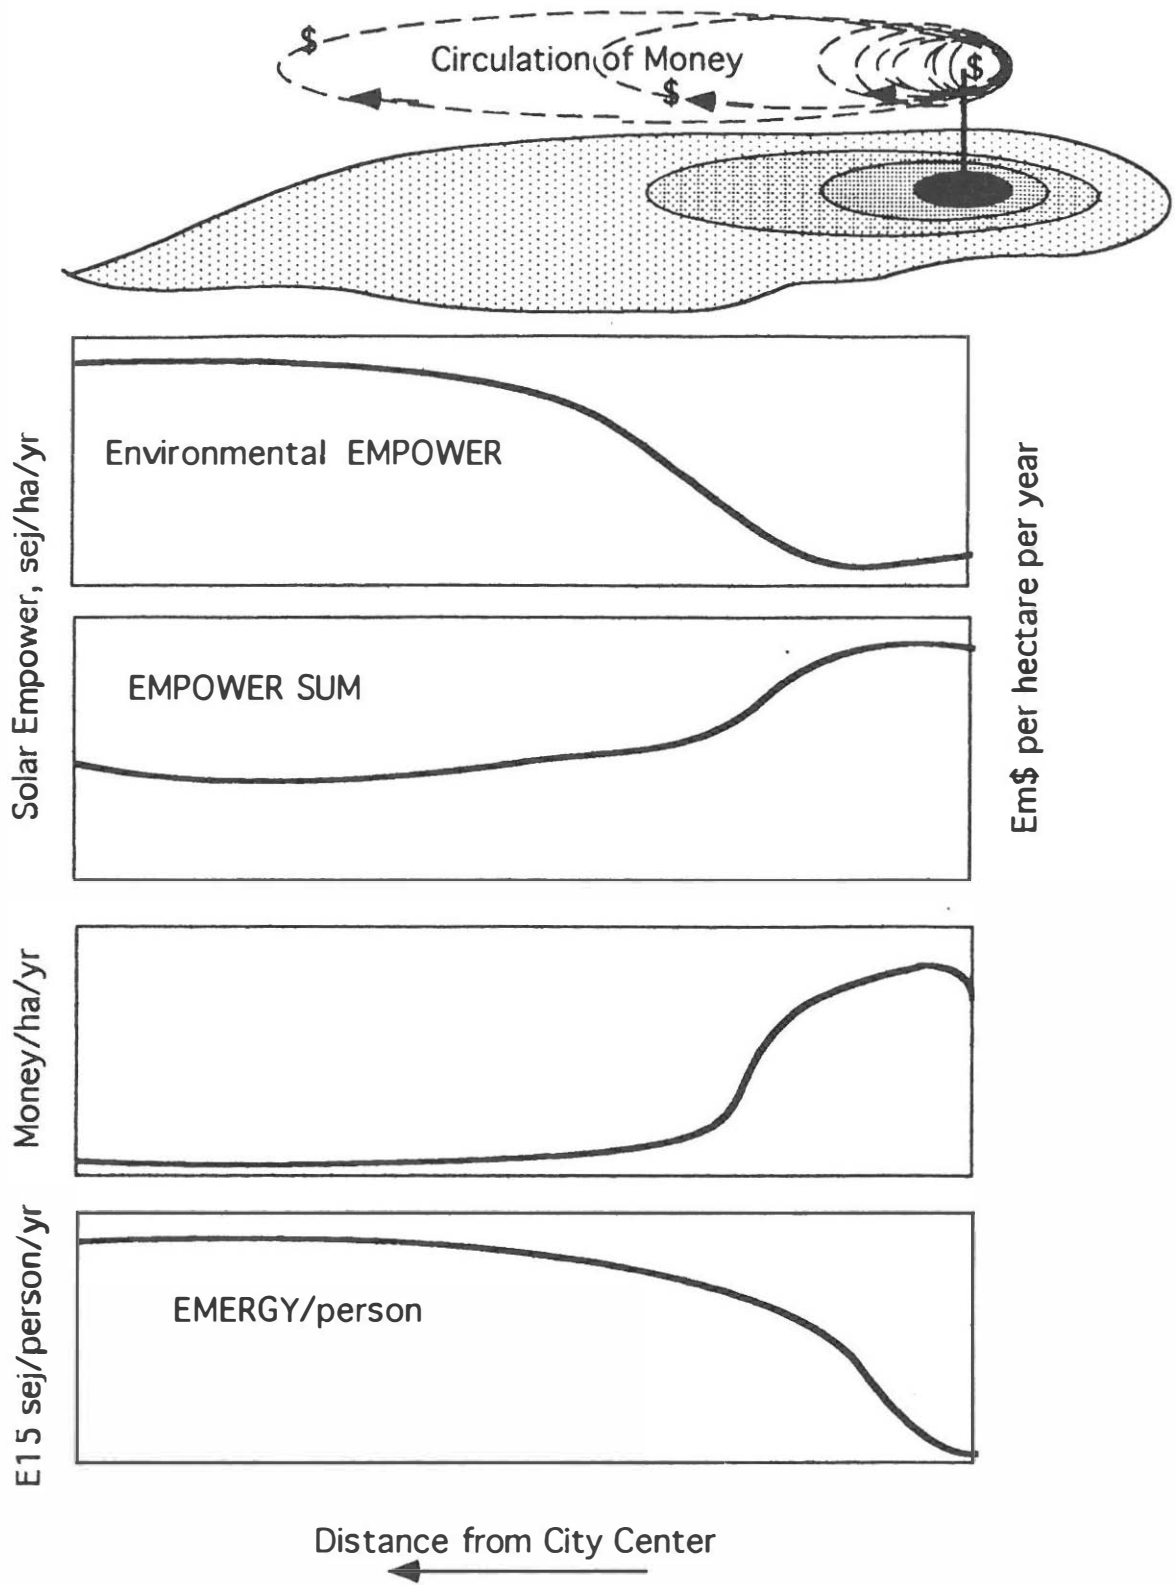 $
Circulation of Money
$
$
Environmental EMPOWER
Solar Empower, sej/ha/yr
EMPOWER SUM
Em$ per hectare per year
Money/ha/yr
EMERGY/person
E15 sej/person/yr
Distance from City Center